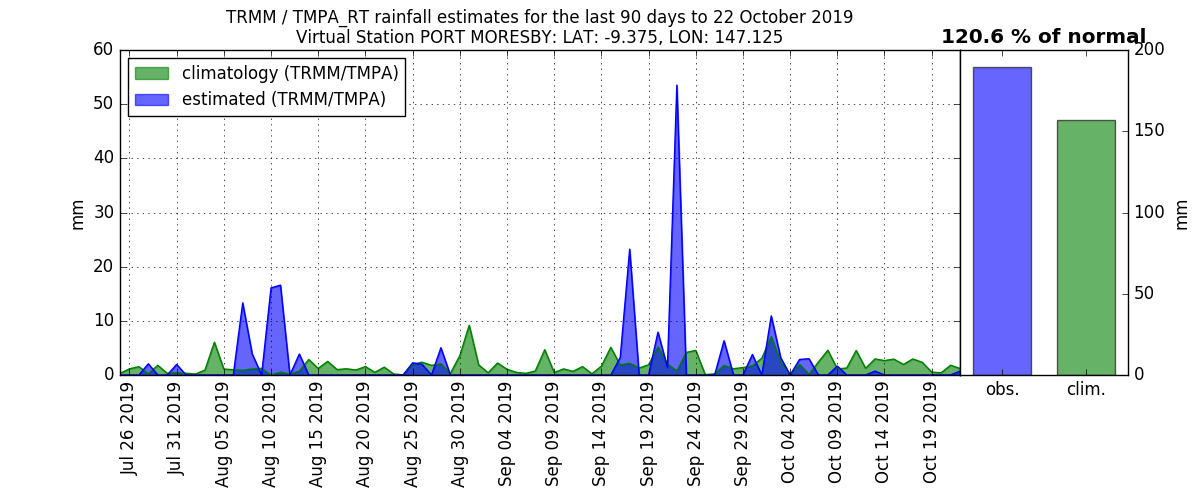 TRMM / TMPA_RT rainfall estimates for the last 90 days to 22 October 2019
Virtual Station PORT MORESBY: LAT: -9.375, LON: 147.125
120.6 % of normal
climatology (TRMM/TMPA)
estimated (TRMM/TMPA)
60
50
40
30
20
10
0
mm
200
150
100
50
0
mm
Jul 26 2019
Jul 31 2019
Aug 05 2019
Aug 10 2019
Aug 15 2019
Aug 20 2019
Aug 25 2019
Aug 30 2019
Sep 04 2019
Sep 09 2019
Sep 14 2019
Sep 19 2019
Sep 24 2019
Sep 29 2019
Oct 04 2019
Oct 09 2019
Oct 14 2019
Oct 19 2019
obs.
clim.